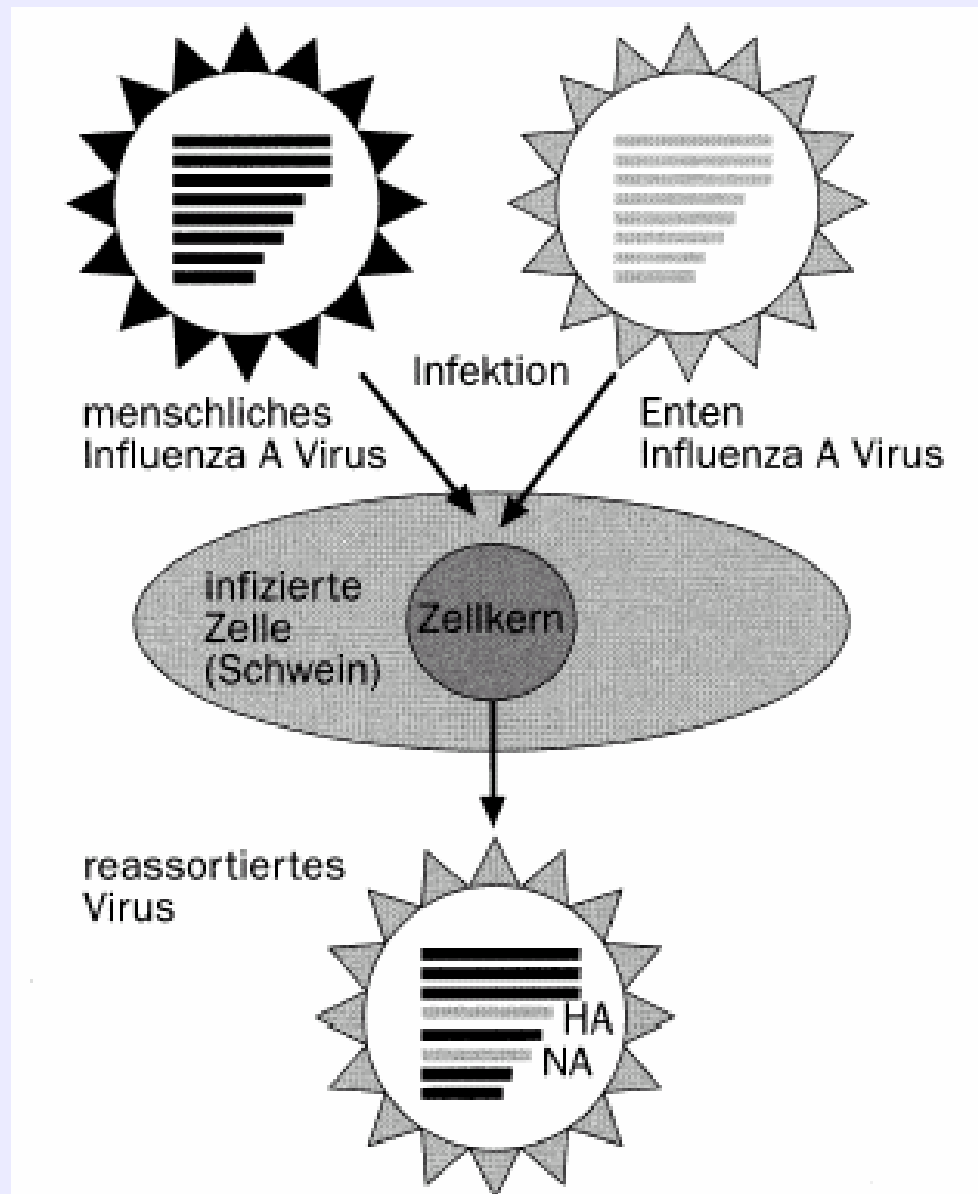 Infektion
menschliches
Influenza A Virus
Enten
Influenza A Virus
infizierte
Zelle
(Schwein)
Zellkern
reassortiertes
Virus
HA
NA